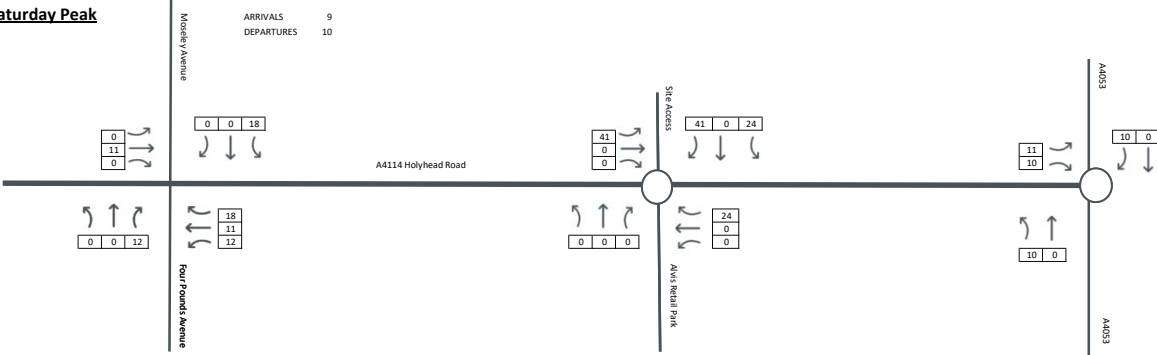 aturday Peak
ARRIVALS 9
DEPARTURES 10
Moseley Avenue
0 0 18
0
11
0
A4114 Holyhead Road
18
11
12
0 0 12
Four Pounds Avenue
Site Access
41 0 24
41
0
0
24
0
0
0 0 0
Alvis Retail Park
A4053
10 0
11
10
10 0
A4053